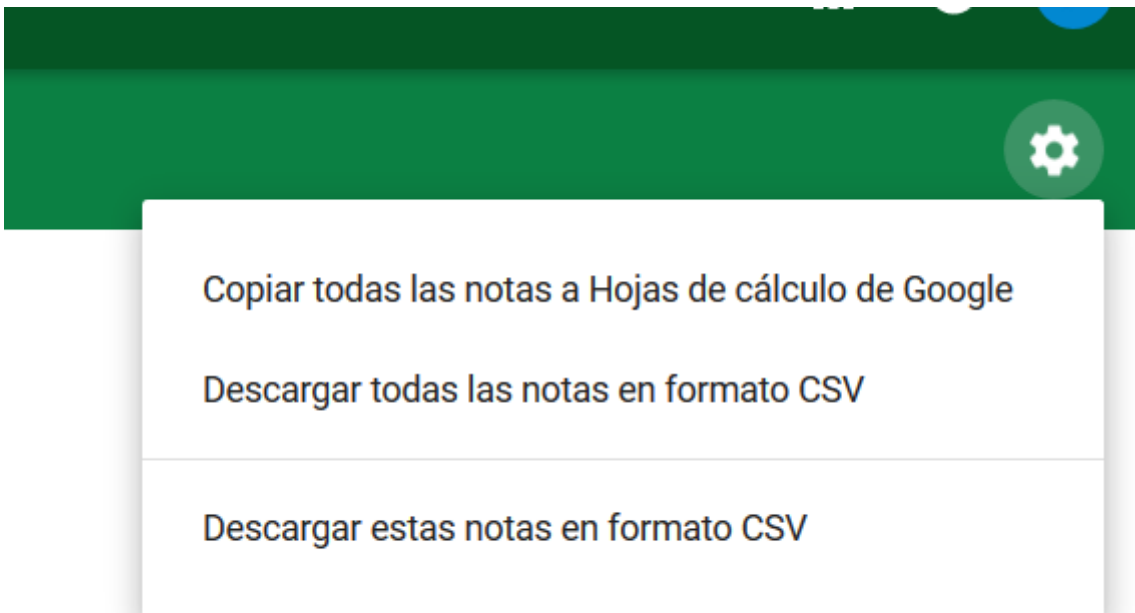 Copiar todas las notas a Hojas de cálculo de Google
Descargar todas las notas en formato CSV
Descargar estas notas en formato CSV